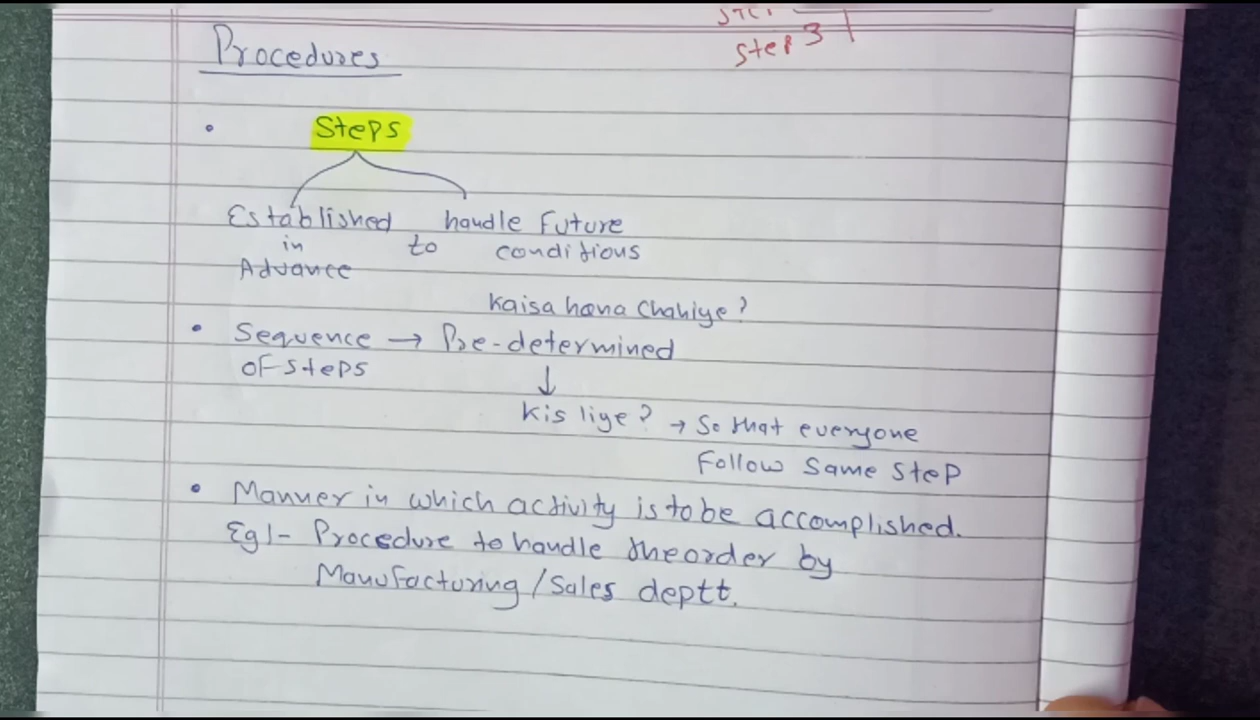 Step 3
Procedures
• Steps
Established handle Future
in to conditions
Advance
Kaisa hona Chahiye?
• Sequence → Pre-determined
of steps
↓
Kis liye? → So that everyone
Follow Same Step
• Manner in which activity is to be accomplished.
Eg:- Procedure to handle the order by
Manufacturing/Sales deptt.